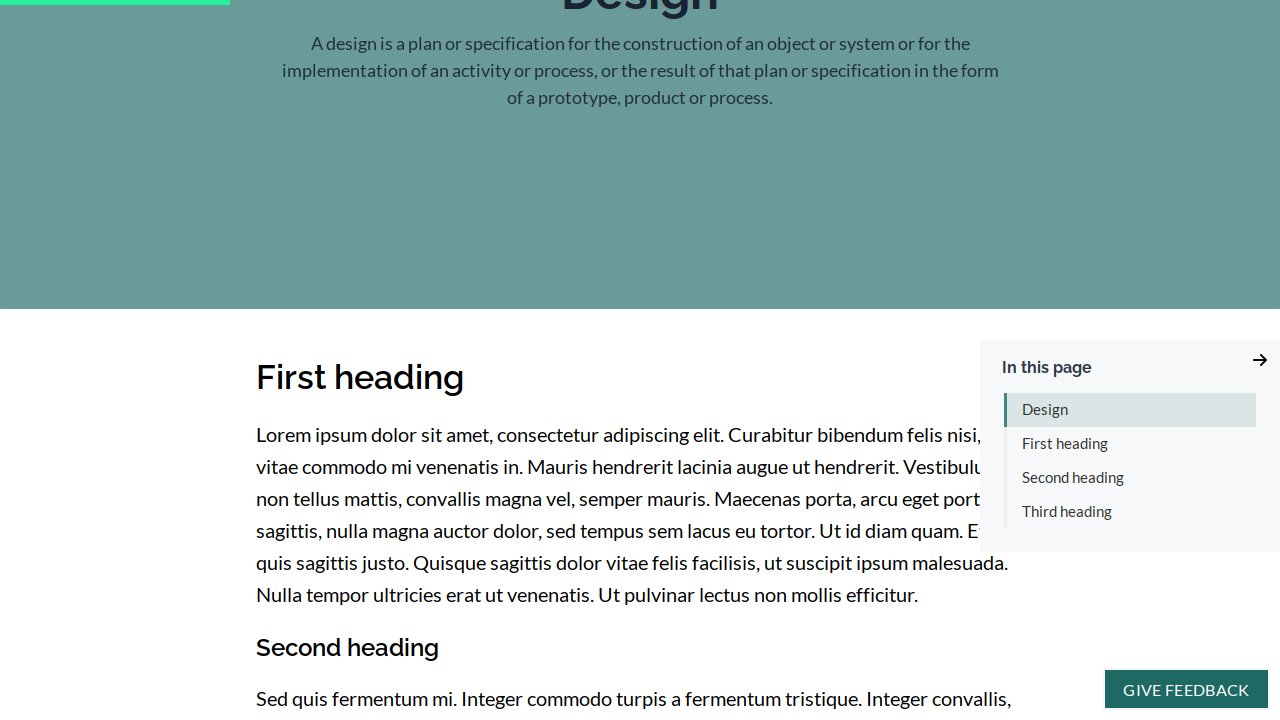 Design
A design is a plan or specification for the construction of an object or system or for the
implementation of an activity or process, or the result of that plan or specification in the form
of a prototype, product or process.
First heading
Lorem ipsum dolor sit amet, consectetur adipiscing elit. Curabitur bibendum felis nisi,
vitae commodo mi venenatis in. Mauris hendrerit lacinia augue ut hendrerit.
non tellus mattis, convallis magna vel, semper mauris. Maecenas porta, arcu eget
sagittis, nulla magna auctor dolor, sed tempus sem lacus eu tortor. Ut id diam quam.
quis sagittis justo. Quisque sagittis dolor vitae felis facilisis, ut suscipit ipsum malesuada.
Nulla tempor ultricies erat ut venenatis. Ut pulvinar lectus non mollis efficitur.
Second heading
Sed quis fermentum mi. Integer commodo turpis a fermentum tristique. Integer convallis,
In this page
Design
First heading
Second heading
Third heading
GIVE FEEDBACK